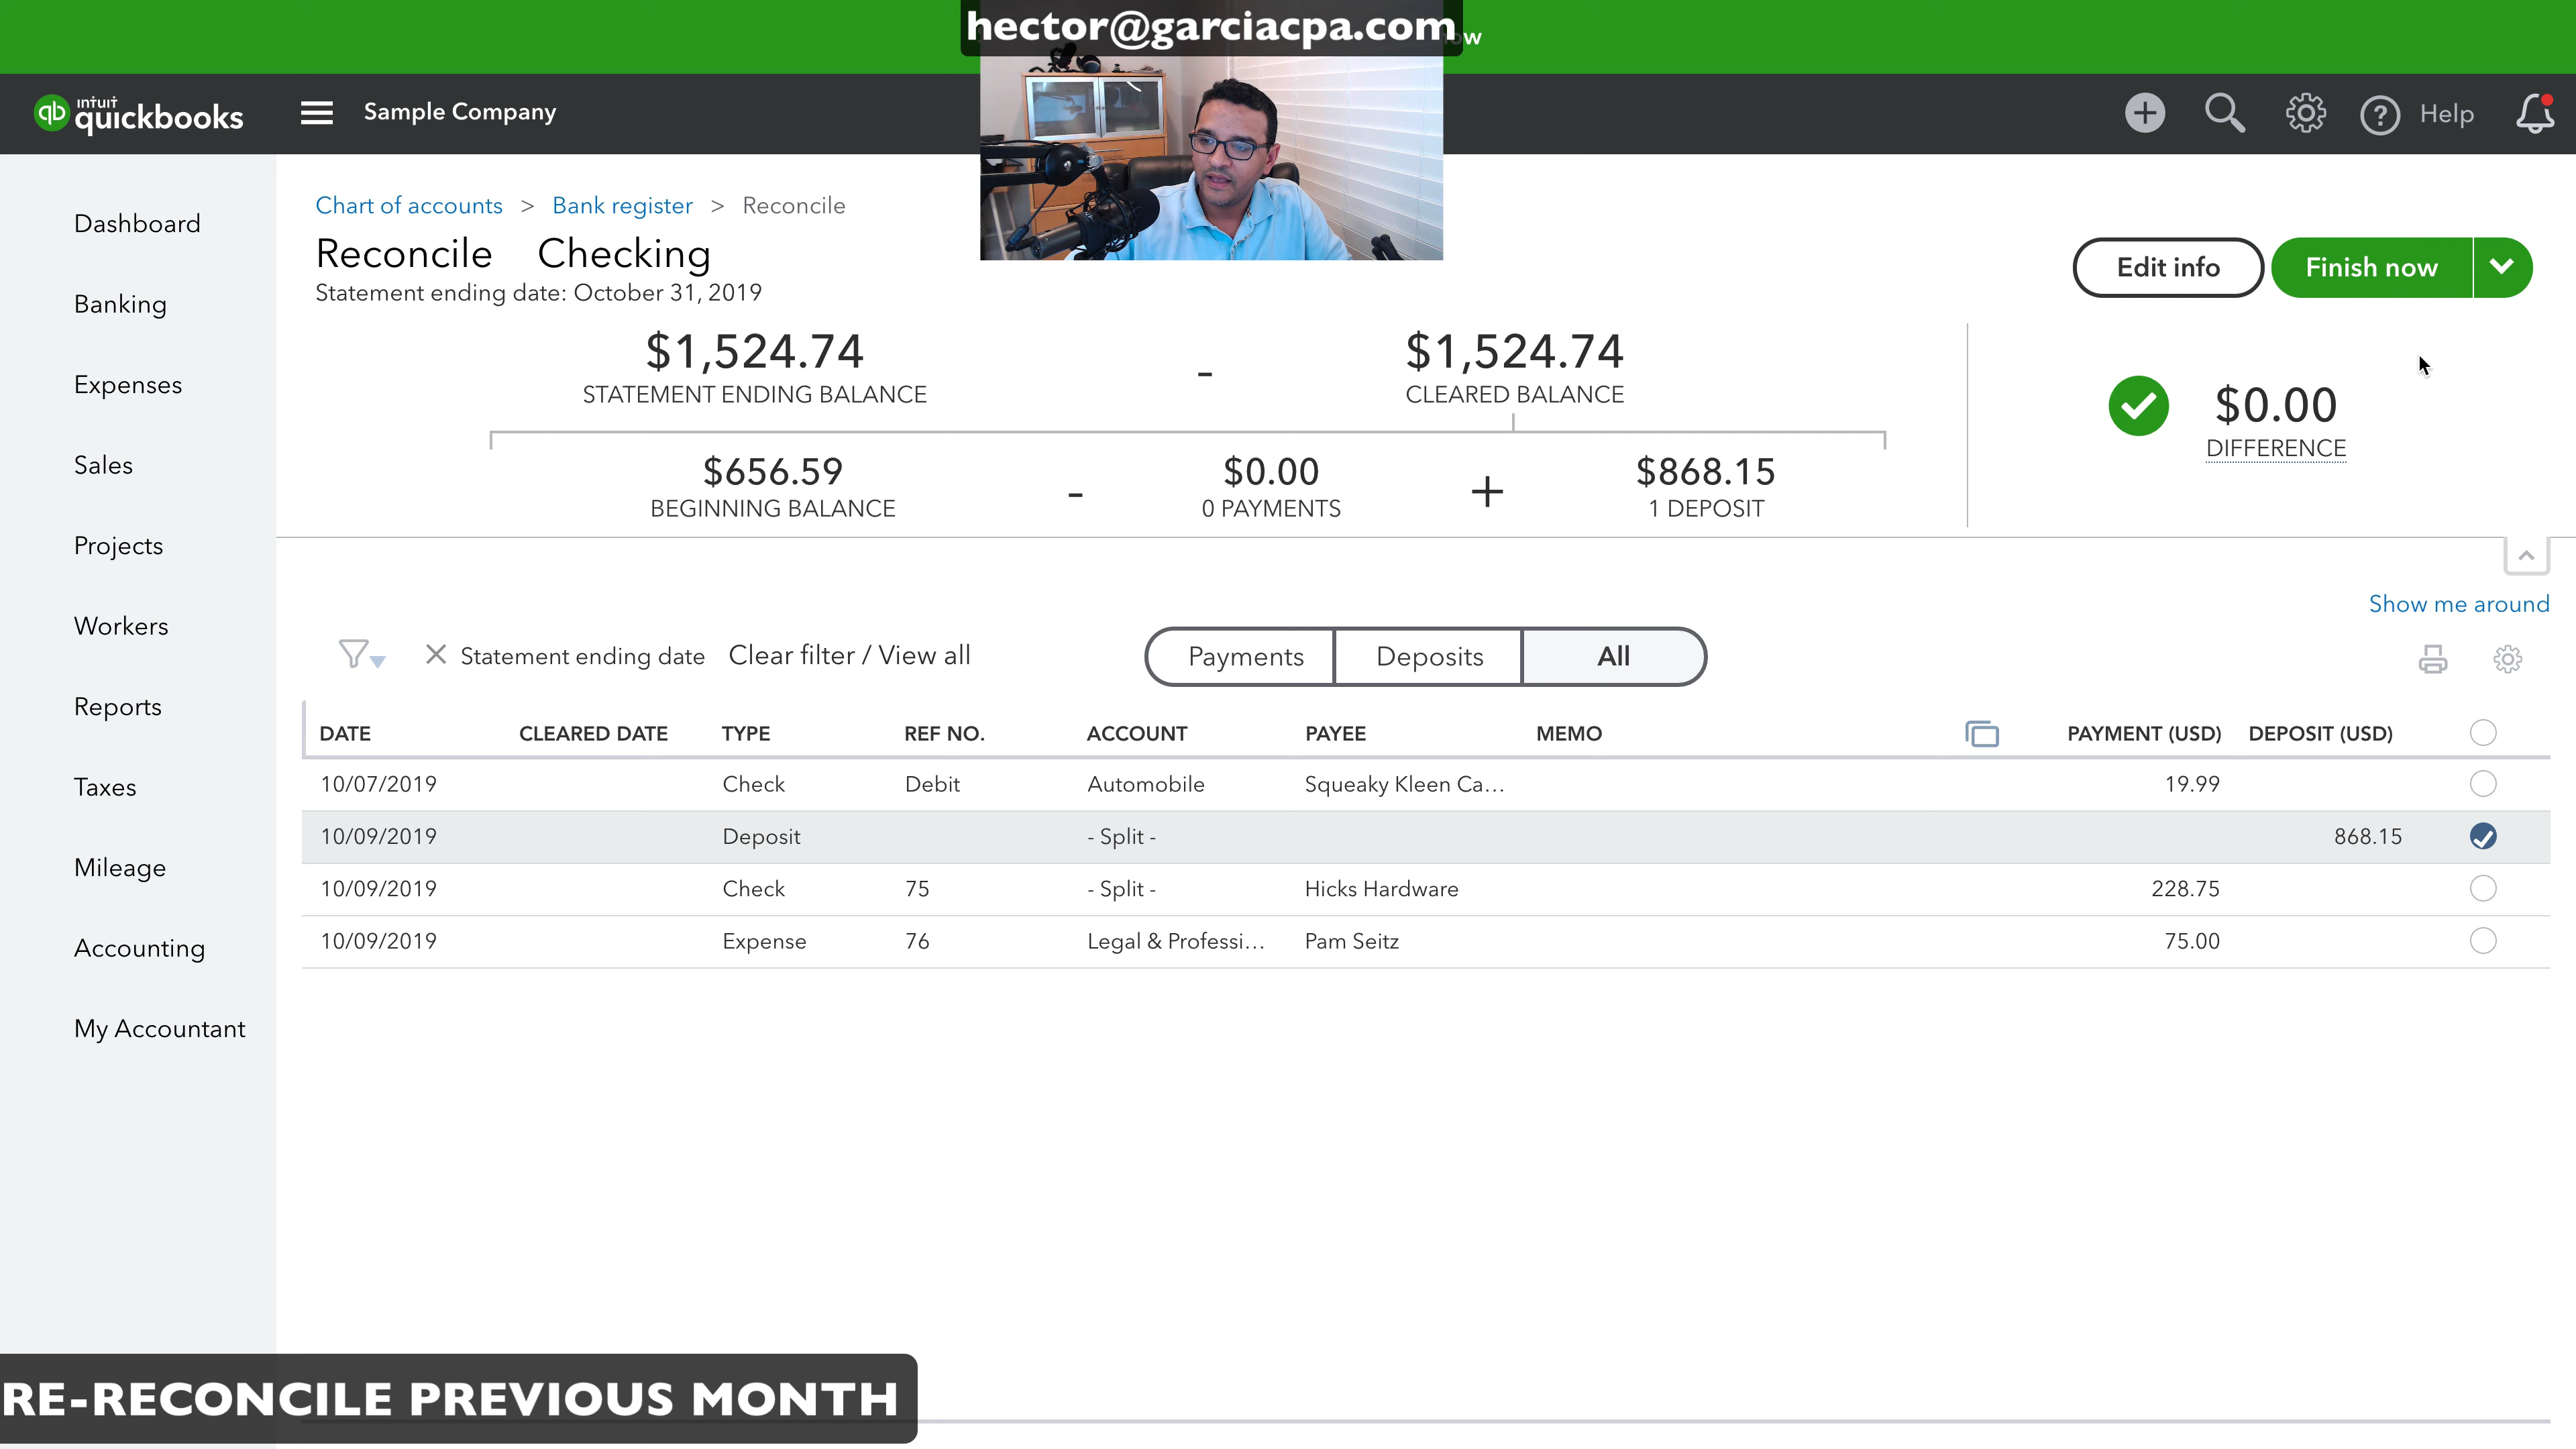 hector@garciacpa.com
ow
intuit
quickbooks
Sample Company
Help
Dashboard
Banking
Expenses
Sales
Projects
Workers
Reports
Taxes
Mileage
Accounting
My Accountant
Chart of accounts > Bank register > Reconcile
Reconcile Checking
Statement ending date: October 31, 2019
Edit info
Finish now
$1,524.74
STATEMENT ENDING BALANCE
-
$1,524.74
CLEARED BALANCE
$656.59
BEGINNING BALANCE
-
$0.00
0 PAYMENTS
+
$868.15
1 DEPOSIT
$0.00
DIFFERENCE
Show me around
Statement ending date Clear filter / View all
Payments Deposits All
DATE CLEARED DATE TYPE REF NO. ACCOUNT PAYEE MEMO PAYMENT (USD) DEPOSIT (USD)
10/07/2019 Check Debit Automobile Squeaky Kleen Ca... 19.99
10/09/2019 Deposit - Split - 868.15
10/09/2019 Check 75 - Split - Hicks Hardware 228.75
10/09/2019 Expense 76 Legal & Professi... Pam Seitz 75.00
RE-RECONCILE PREVIOUS MONTH